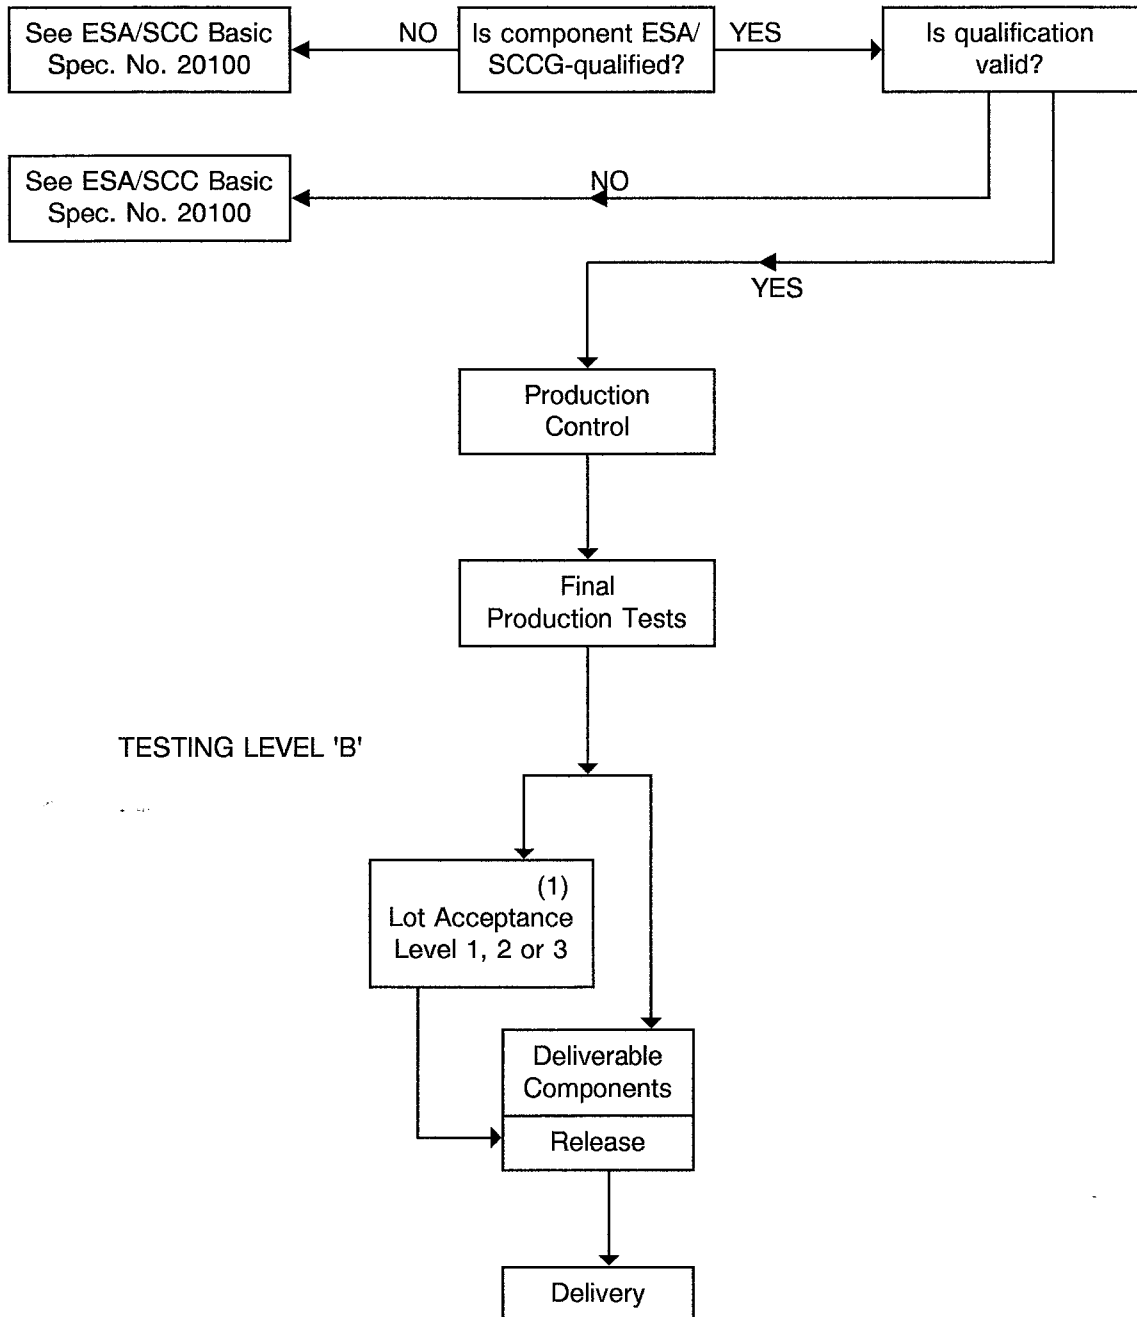 See ESA/SCC Basic
Spec. No. 20100
NO
Is component ESA/
SCCG-qualified?
YES
Is qualification
valid?
See ESA/SCC Basic
Spec. No. 20100
NO
YES
Production
Control
Final
Production Tests
TESTING LEVEL 'B'
(1)
Lot Acceptance
Level 1, 2 or 3
Deliverable
Components
Release
Delivery